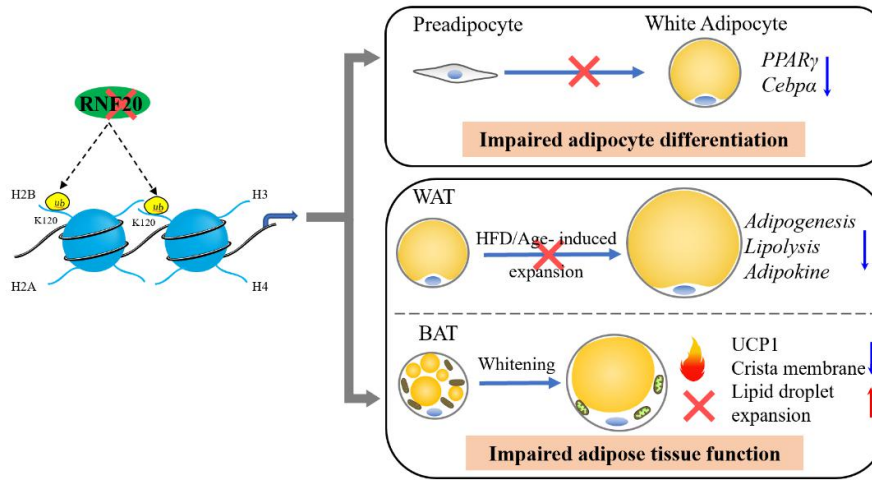 RNF20
H2B
ub
K120
ub
K120
H3
H2A
H4
Preadipocyte
White Adipocyte
PPARγ
Cebpα
Impaired adipocyte differentiation
WAT
HFD/Age- induced
expansion
Adipogenesis
Lipolysis
Adipokine
BAT
Whitening
UCP1
Crista membrane
Lipid droplet
expansion
Impaired adipose tissue function